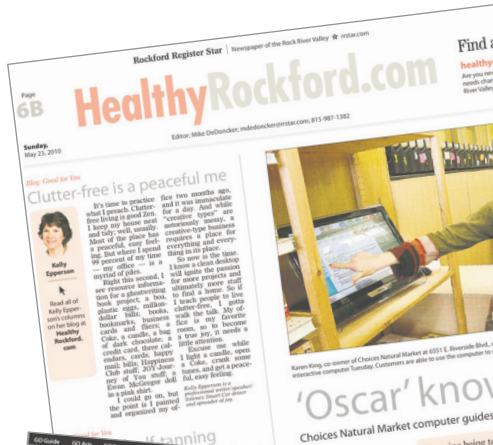 Rockford Register Star | Newspaper of the Rock River Valley ★ rrstar.com
Page
6B
HealthyRockford.com
Find a
healthy
Are you
needs
River Valley
Sunday,
May 23, 2010
Editor: Mike DeDoncker; mdedoncker@rrstar.com; 815-987-1382
Blog: Good for You
Clutter-free is a peaceful me
Kelly
Epperson
Read all of
Kelly Epper-
son's columns
on her blog at
Healthy
Rockford.
com
It's time to practice
what I preach. Clutter-
free living is good Zen.
I keep my house neat
and tidy, well, usually.
Most of the place has
a peaceful, easy feel-
ing. But where I spend
99 percent of my time
— my office — is a
myriad of piles.
Right this second, I
see resource informa-
tion for a ghostwriting
book project; a boa,
plastic eggs, million-
dollar bills; books,
bookmarks, business
cards and fliers; a
Coke, a candle, a bag
of dark chocolate; a
credit card, three cal-
endars, cards; happy
mail; bills; Happiness
Club stuff; JOY-Jour-
ney Of You stuff; a
Ewan McGregor doll
in a pink shirt.
I could go on, but
the point is I painted
and organized my of-
fice two months ago,
and it was immaculate
for a day. And while
"creative types" are
notoriously messy, a
creative-type business
requires a place for
everything and every-
thing in its place.
So now is the time.
I know a clean desktop
will ignite the passion
for more projects and
ultimately more stuff
to find a home. So if
I teach people to live
clutter-free, I gotta
walk the talk. My of-
fice is my favorite
room, so to become
a true joy, it needs a
little attention.
Excuse me while
I light a candle, open
a Coke, crank some
tunes, and get a peace-
ful, easy feeling.
Kelly Epperson is a
professional writer/speaker/
listener, Smart Car driver
and spreader of joy.
Karen King, co-owner of Choices Natural Market at 6551 E. Riverside Blvd.,
interactive computer Tuesday. Customers are able to use the computer to
'Oscar' know
Choices Natural Market computer guides
GO Guide
tanning